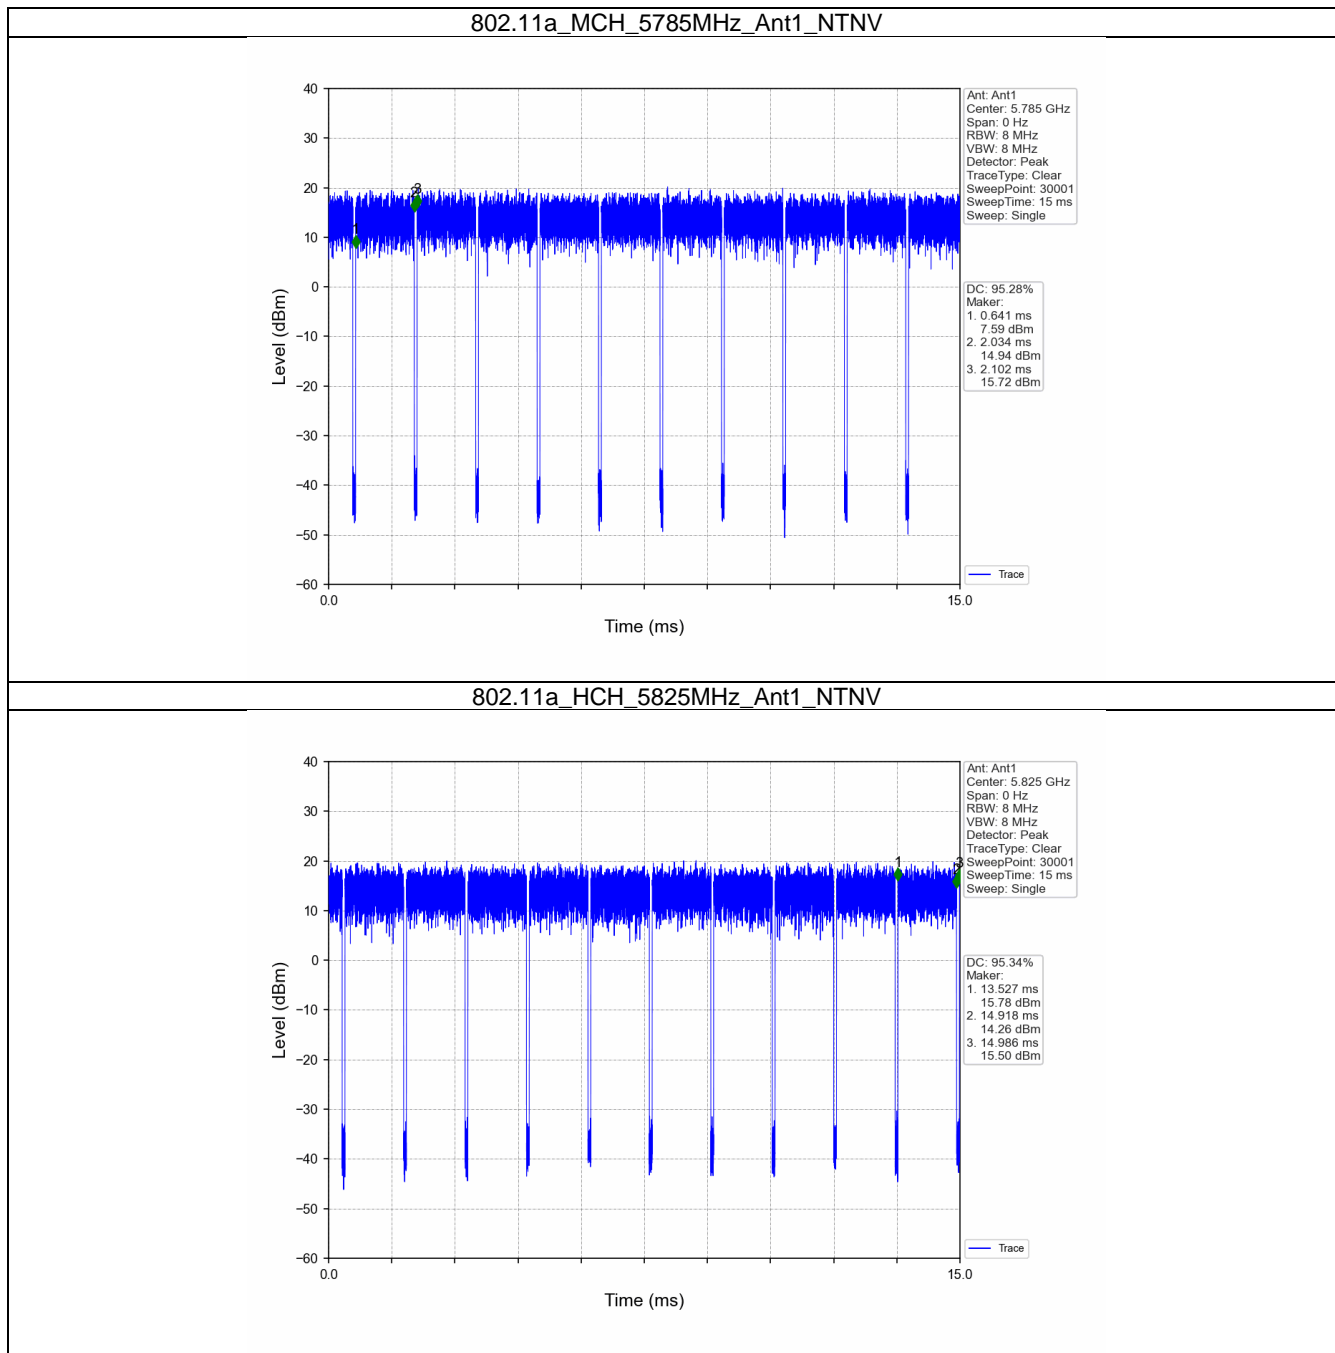 802.11a_MCH_5785MHz_Ant1_NTNV
40
30
20
10
0
−10
−20
−30
−40
−50
−60
Level (dBm)
0.0
15.0
Time (ms)
1
2
3
Ant: Ant1
Center: 5.785 GHz
Span: 0 Hz
RBW: 8 MHz
VBW: 8 MHz
Detector: Peak
TraceType: Clear
SweepPoint: 30001
SweepTime: 15 ms
Sweep: Single
DC: 95.28%
Maker:
1. 0.641 ms
7.59 dBm
2. 2.034 ms
14.94 dBm
3. 2.102 ms
15.72 dBm
Trace
802.11a_HCH_5825MHz_Ant1_NTNV
40
30
20
10
0
−10
−20
−30
−40
−50
−60
Level (dBm)
0.0
15.0
Time (ms)
1
3
Ant: Ant1
Center: 5.825 GHz
Span: 0 Hz
RBW: 8 MHz
VBW: 8 MHz
Detector: Peak
TraceType: Clear
SweepPoint: 30001
SweepTime: 15 ms
Sweep: Single
DC: 95.34%
Maker:
1. 13.527 ms
15.78 dBm
2. 14.918 ms
14.26 dBm
3. 14.986 ms
15.50 dBm
Trace